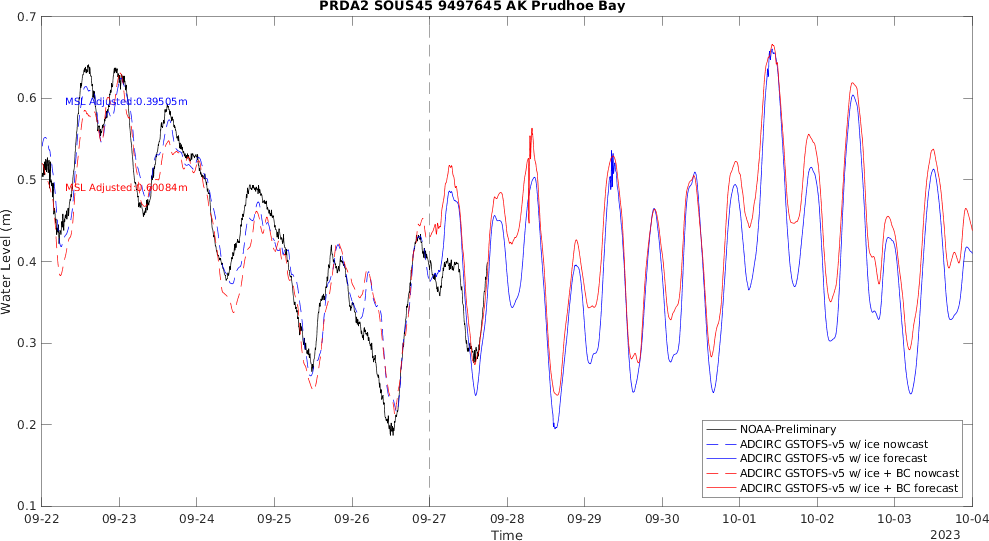 PRDA2 SOUS45 9497645 AK Prudhoe Bay
0.7
0.6
0.5
0.4
0.3
0.2
0.1
Water Level (m)
MSL Adjusted:0.39505m
MSL Adjusted:0.60084m
NOAA-Preliminary
ADCIRC GSTOFS-v5 w/ ice nowcast
ADCIRC GSTOFS-v5 w/ ice forecast
ADCIRC GSTOFS-v5 w/ ice + BC nowcast
ADCIRC GSTOFS-v5 w/ ice + BC forecast
09-22 09-23 09-24 09-25 09-26 09-27 09-28 09-29 09-30 10-01 10-02 10-03 10-04
Time
2023